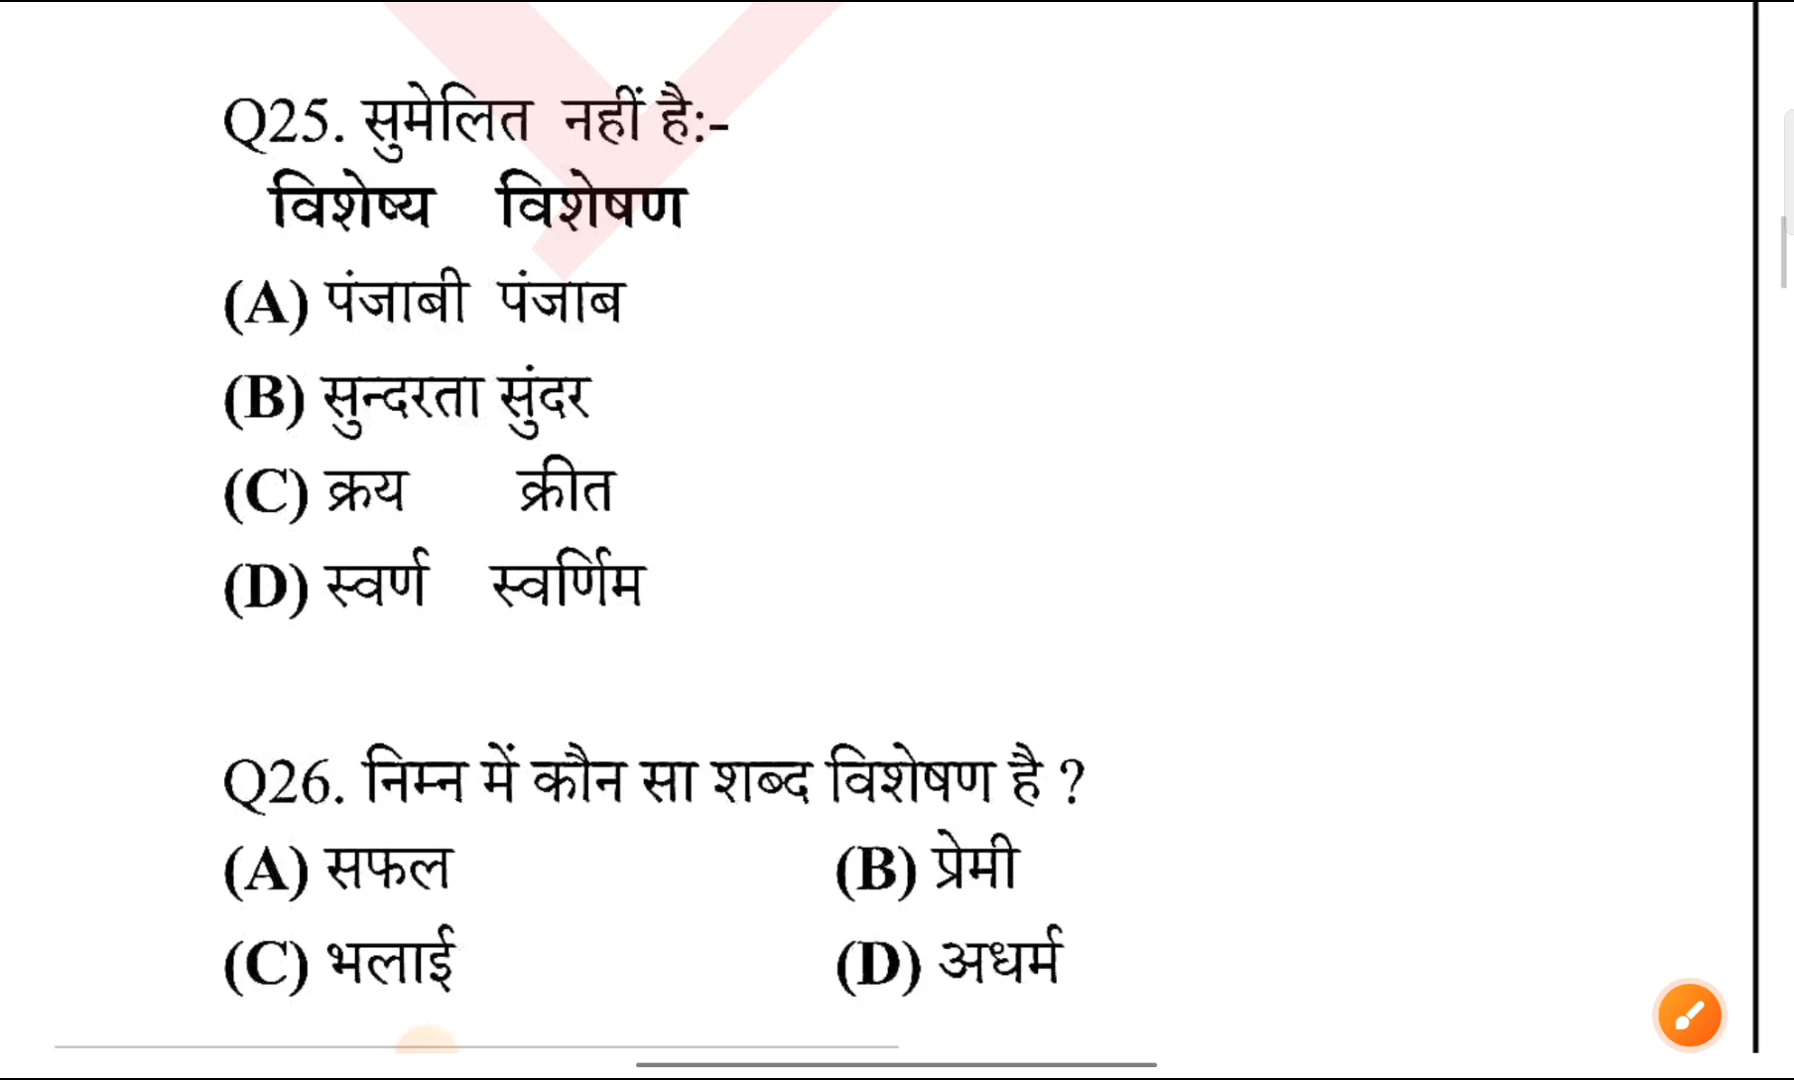 Q25. सुमेलित नहीं है:-
विशेष्य विशेषण
(A) पंजाबी पंजाब
(B) सुन्दरता सुंदर
(C) क्रय क्रीत
(D) स्वर्ण स्वर्णिम
Q26. निम्न में कौन सा शब्द विशेषण है ?
(A) सफल (B) प्रेमी
(C) भलाई (D) अधर्म